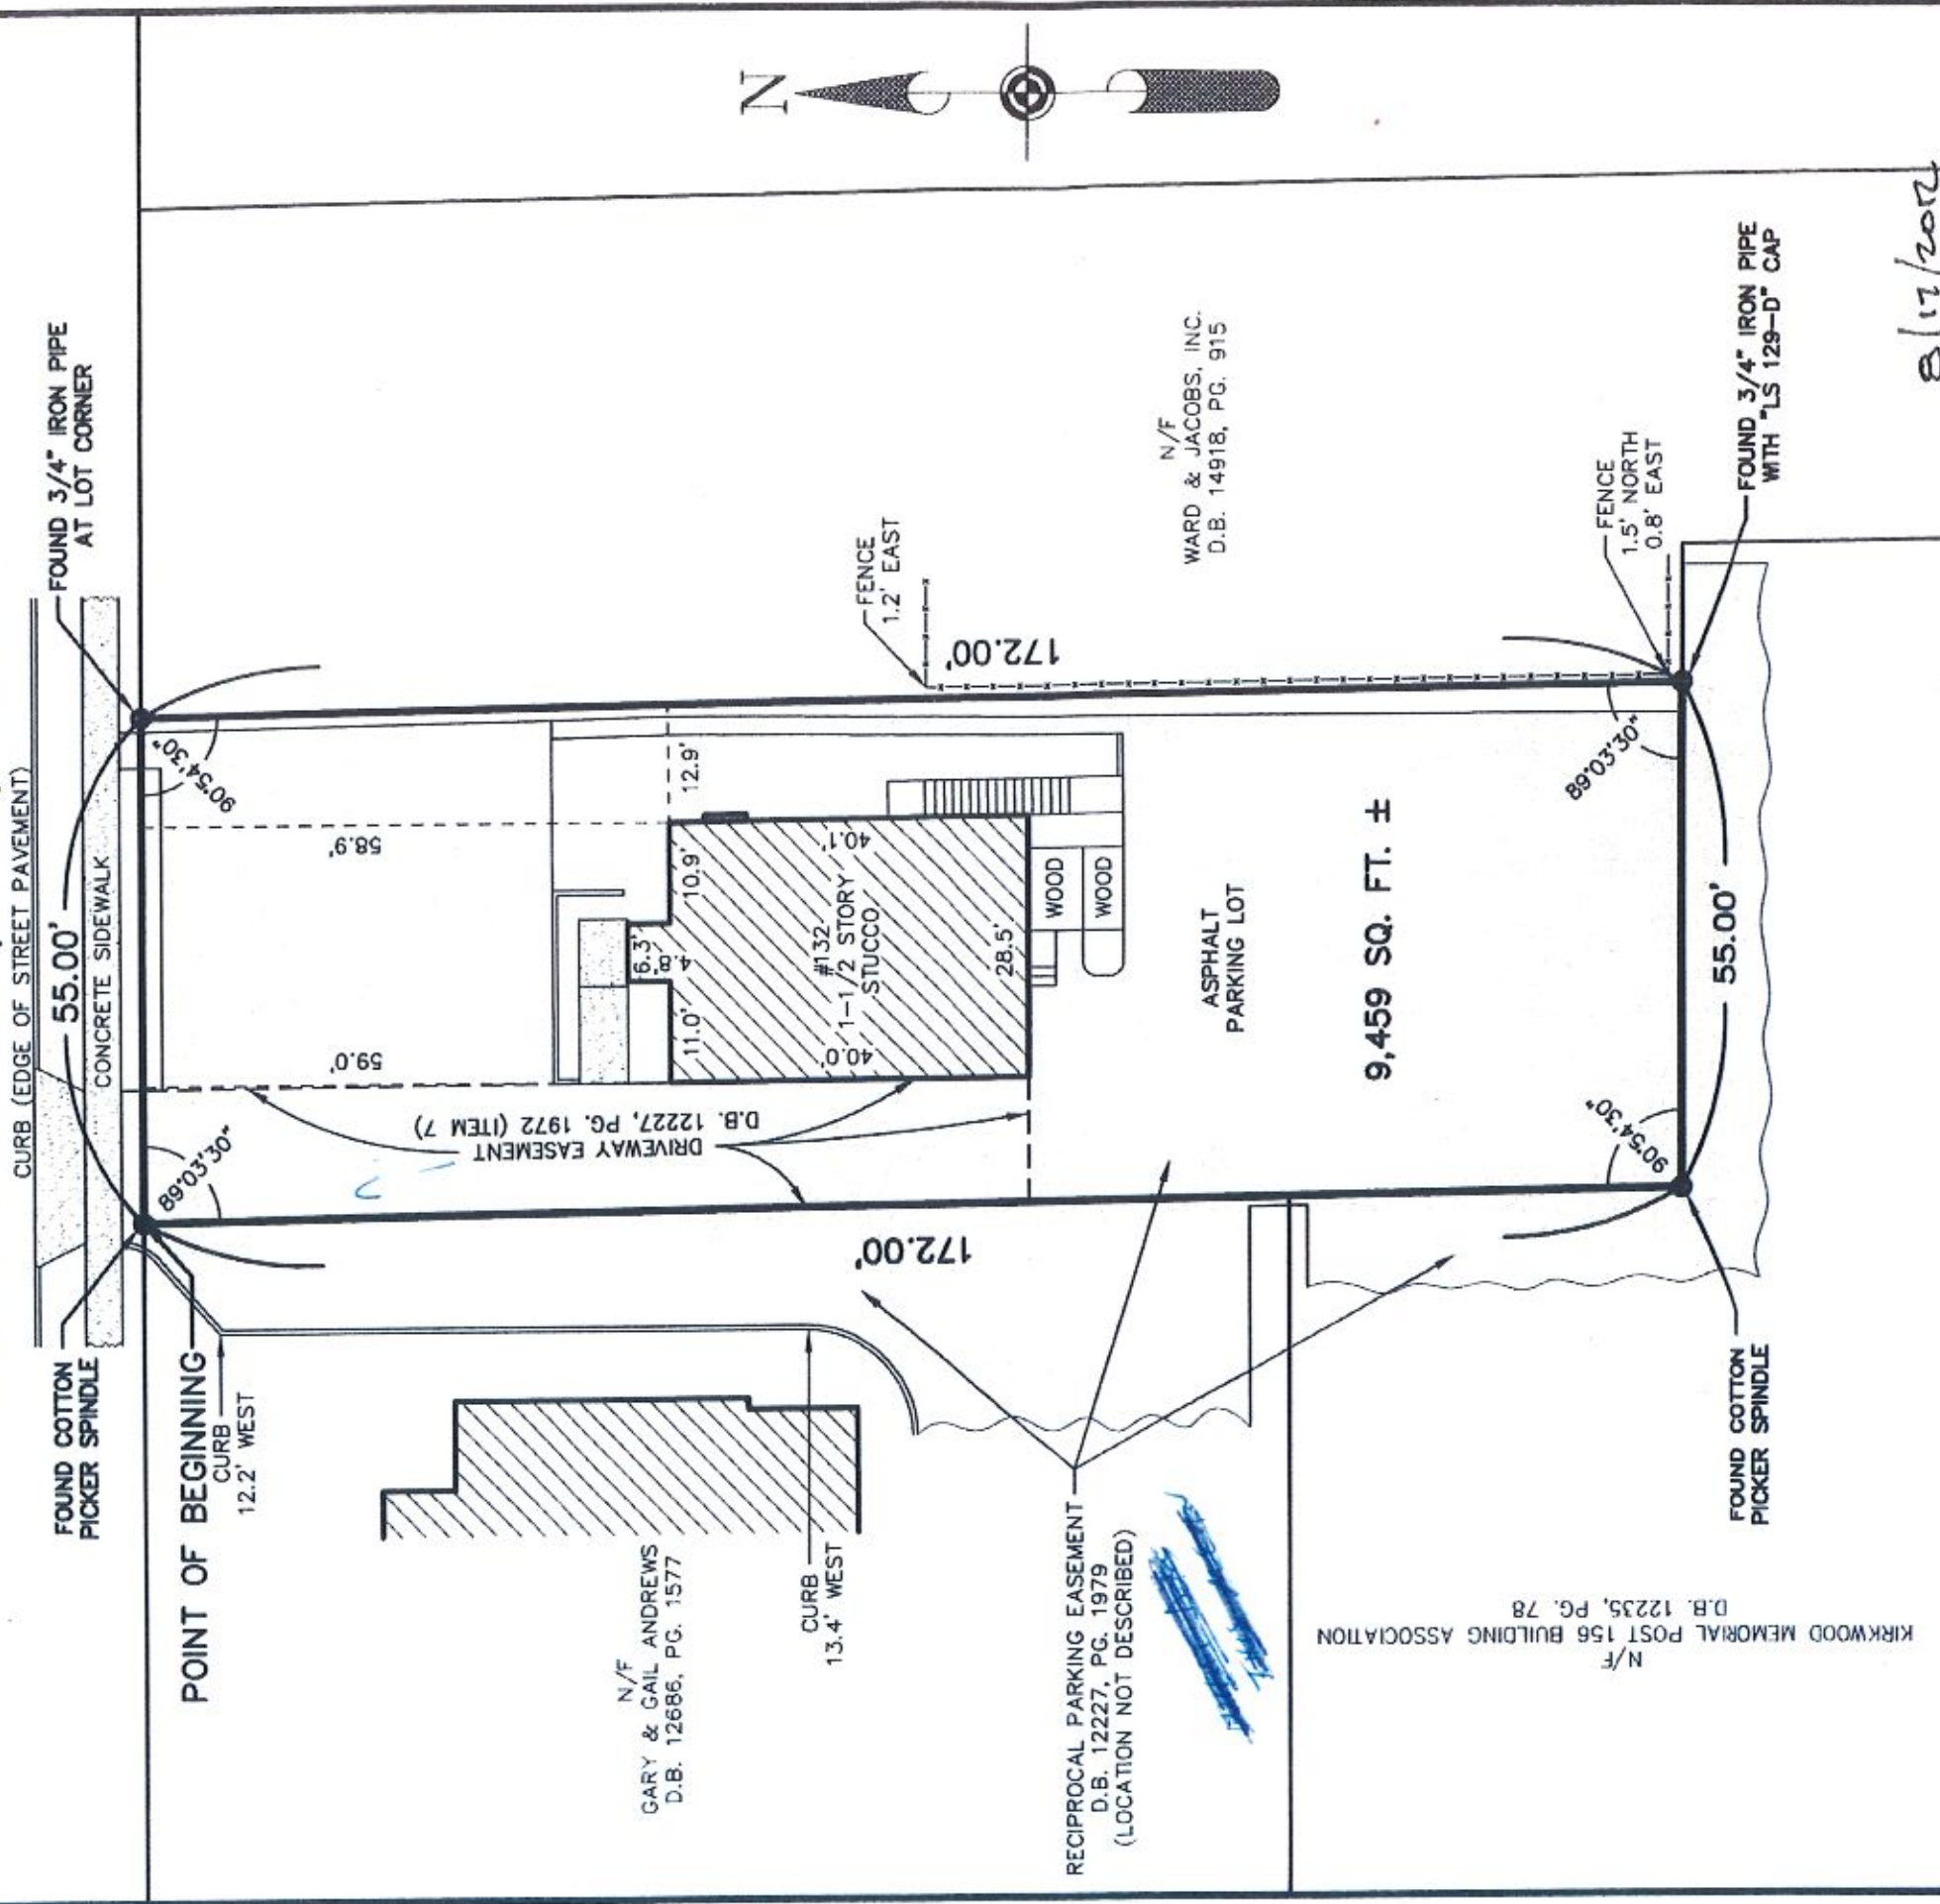 N
CURB (EDGE OF STREET PAVEMENT)
CONCRETE SIDEWALK
55.00'
FOUND 3/4" IRON PIPE
AT LOT CORNER
FOUND COTTON
PICKER SPINDLE
POINT OF BEGINNING
CURB
12.2' WEST
89°03'30"
90°54'30"
58.9'
59.0'
DRIVEWAY EASEMENT
D.B. 12227, PG. 1972 (ITEM 7)
12.9'
10.9'
6.3'
4.8'
11.0'
40.1'
40.0'
#132
1-1/2 STORY
STUCCO
28.5'
WOOD
WOOD
FENCE
1.2' EAST
172.00'
172.00'
N/F
WARD & JACOBS, INC.
D.B. 14918, PG. 915
N/F
GARY & GAIL ANDREWS
D.B. 12686, PG. 1577
CURB
13.4' WEST
ASPHALT
PARKING LOT
9,459 SQ. FT. ±
RECIPROCAL PARKING EASEMENT
D.B. 12227, PG. 1979
(LOCATION NOT DESCRIBED)
FENCE
1.5' NORTH
0.8' EAST
89°03'30"
90°54'30"
55.00'
FOUND 3/4" IRON PIPE
WITH "LS 129-D" CAP
FOUND COTTON
PICKER SPINDLE
N/F
KIRKWOOD MEMORIAL POST 156 BUILDING ASSOCIATION
D.B. 12235, PG. 78
8/17/2012